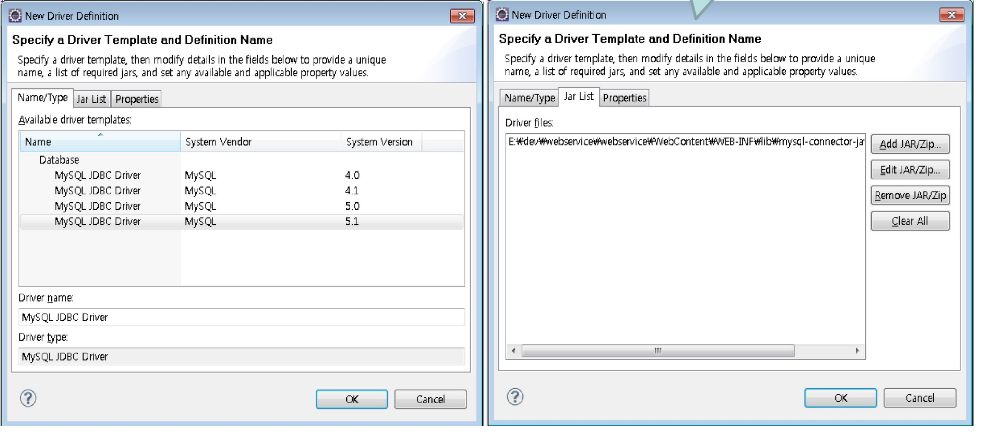 New Driver Definition
Specify a Driver Template and Definition Name
Specify a driver template, then modify details in the fields below to provide a unique
name, a list of required jars, and set any available and applicable property values.
Name/Type Jar List Properties
Available driver templates:
Name System Vendor System Version
Database
MySQL JDBC Driver MySQL 4.0
MySQL JDBC Driver MySQL 4.1
MySQL JDBC Driver MySQL 5.0
MySQL JDBC Driver MySQL 5.1
Driver name:
MySQL JDBC Driver
Driver type:
MySQL JDBC Driver
? OK Cancel
New Driver Definition
Specify a Driver Template and Definition Name
Specify a driver template, then modify details in the fields below to provide a unique
name, a list of required jars, and set any available and applicable property values.
Name/Type Jar List Properties
Driver files:
E:₩dev₩webservice₩webservice₩WebContent₩WEB-INF₩lib₩mysql-connector-ja
Add JAR/Zip...
Edit JAR/Zip...
Remove JAR/Zip
Clear All
? OK Cancel